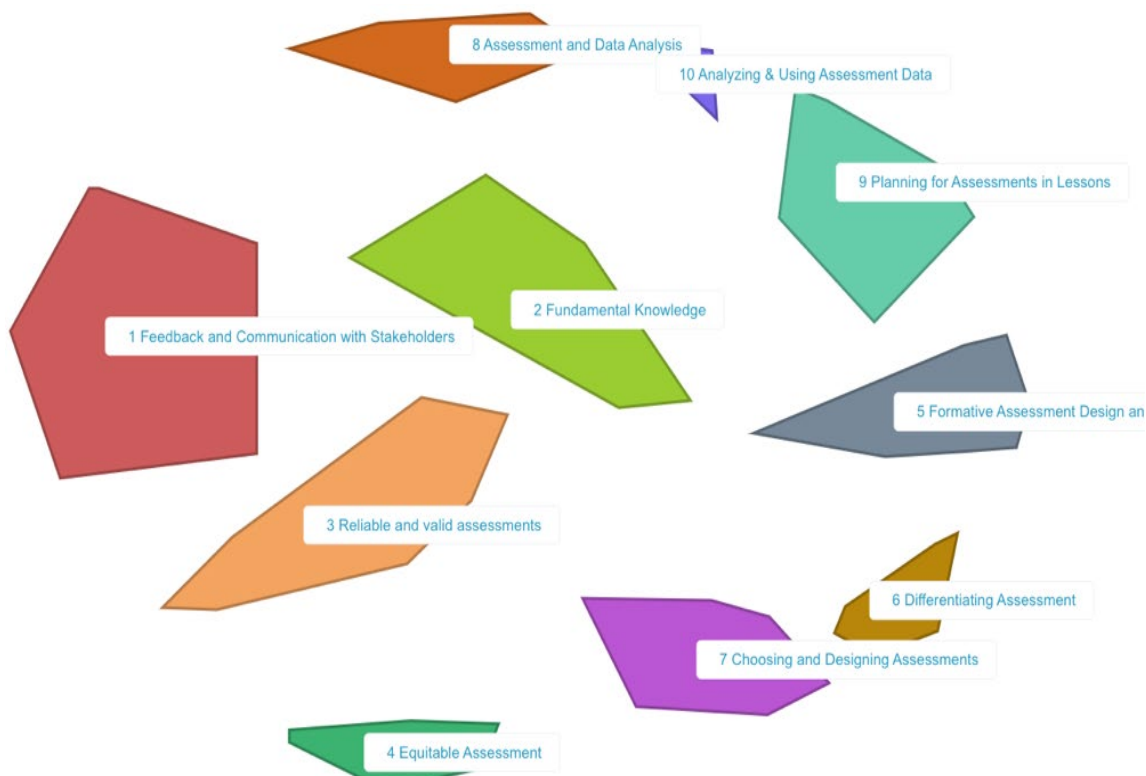 8 Assessment and Data Analysis
10 Analyzing & Using Assessment Data
9 Planning for Assessments in Lessons
2 Fundamental Knowledge
1 Feedback and Communication with Stakeholders
5 Formative Assessment Design an
3 Reliable and valid assessments
6 Differentiating Assessment
7 Choosing and Designing Assessments
4 Equitable Assessment